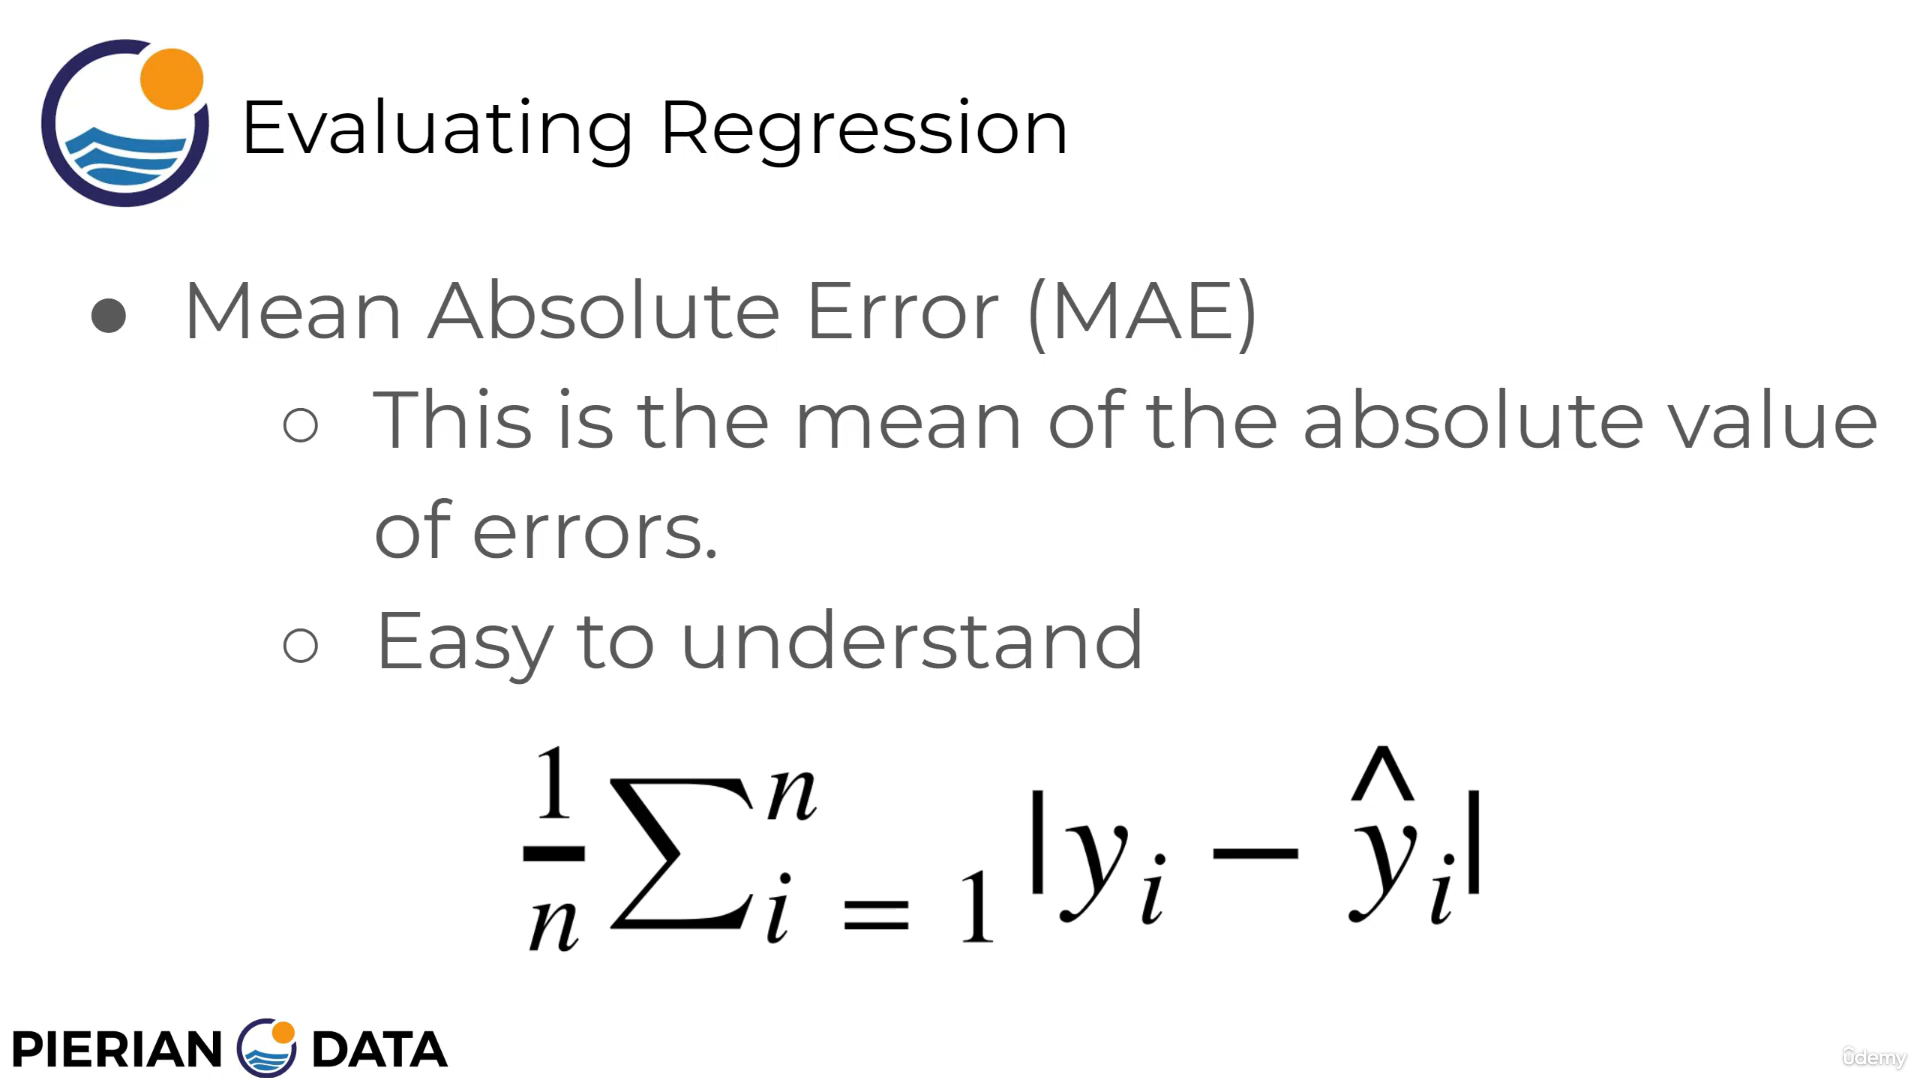 Evaluating Regression
● Mean Absolute Error (MAE)
○ This is the mean of the absolute value
of errors.
○ Easy to understand
$\frac{1}{n} \sum_{i=1}^{n} |y_i - \hat{y}_i|$
PIERIAN DATA
ûdemy